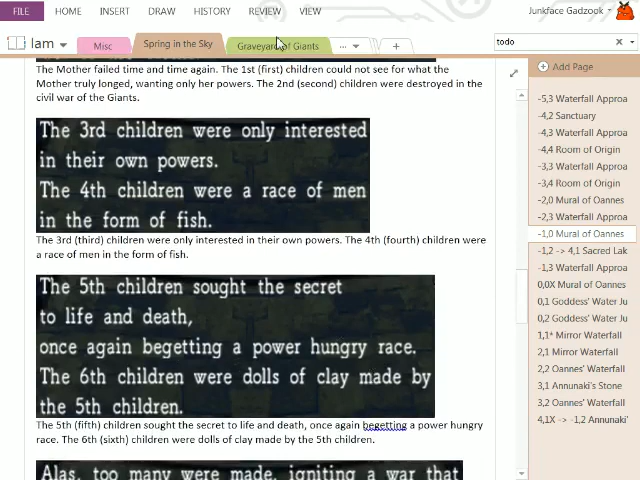 FILE HOME INSERT DRAW HISTORY REVIEW VIEW Junkface Gadzook
lam Misc Spring in the Sky Graveyard of Giants ... + todo
Add Page
The Mother failed time and time again. The 1st (first) children could not see for what the
Mother truly longed, wanting only her powers. The 2nd (second) children were destroyed in the
civil war of the Giants.
The 3rd children were only interested
in their own powers.
The 4th children were a race of men
in the form of fish.
The 3rd (third) children were only interested in their own powers. The 4th (fourth) children were
a race of men in the form of fish.
The 5th children sought the secret
to life and death,
once again begetting a power hungry race.
The 6th children were dolls of clay made by
the 5th children.
The 5th (fifth) children sought the secret to life and death, once again begetting a power hungry
race. The 6th (sixth) children were dolls of clay made by the 5th children.
Alas, too many were made, igniting a war that
-5,3 Waterfall Approa
-4,2 Sanctuary
-4,3 Waterfall Approa
-4,4 Room of Origin
-3,3 Waterfall Approa
-3,4 Room of Origin
-2,0 Mural of Oannes
-2,3 Waterfall Approa
-1,0 Mural of Oannes
-1,2 -> 4,1 Sacred Lak
-1,3 Waterfall Approa
0,0X Mural of Oannes
0,1 Goddess' Water Ju
0,2 Goddess' Water Ju
1,1* Mirror Waterfall
2,1 Mirror Waterfall
2,2 Oannes' Waterfall
3,1 Annunaki's Stone
3,2 Oannes' Waterfall
4,1X -> -1,2 Annunaki'